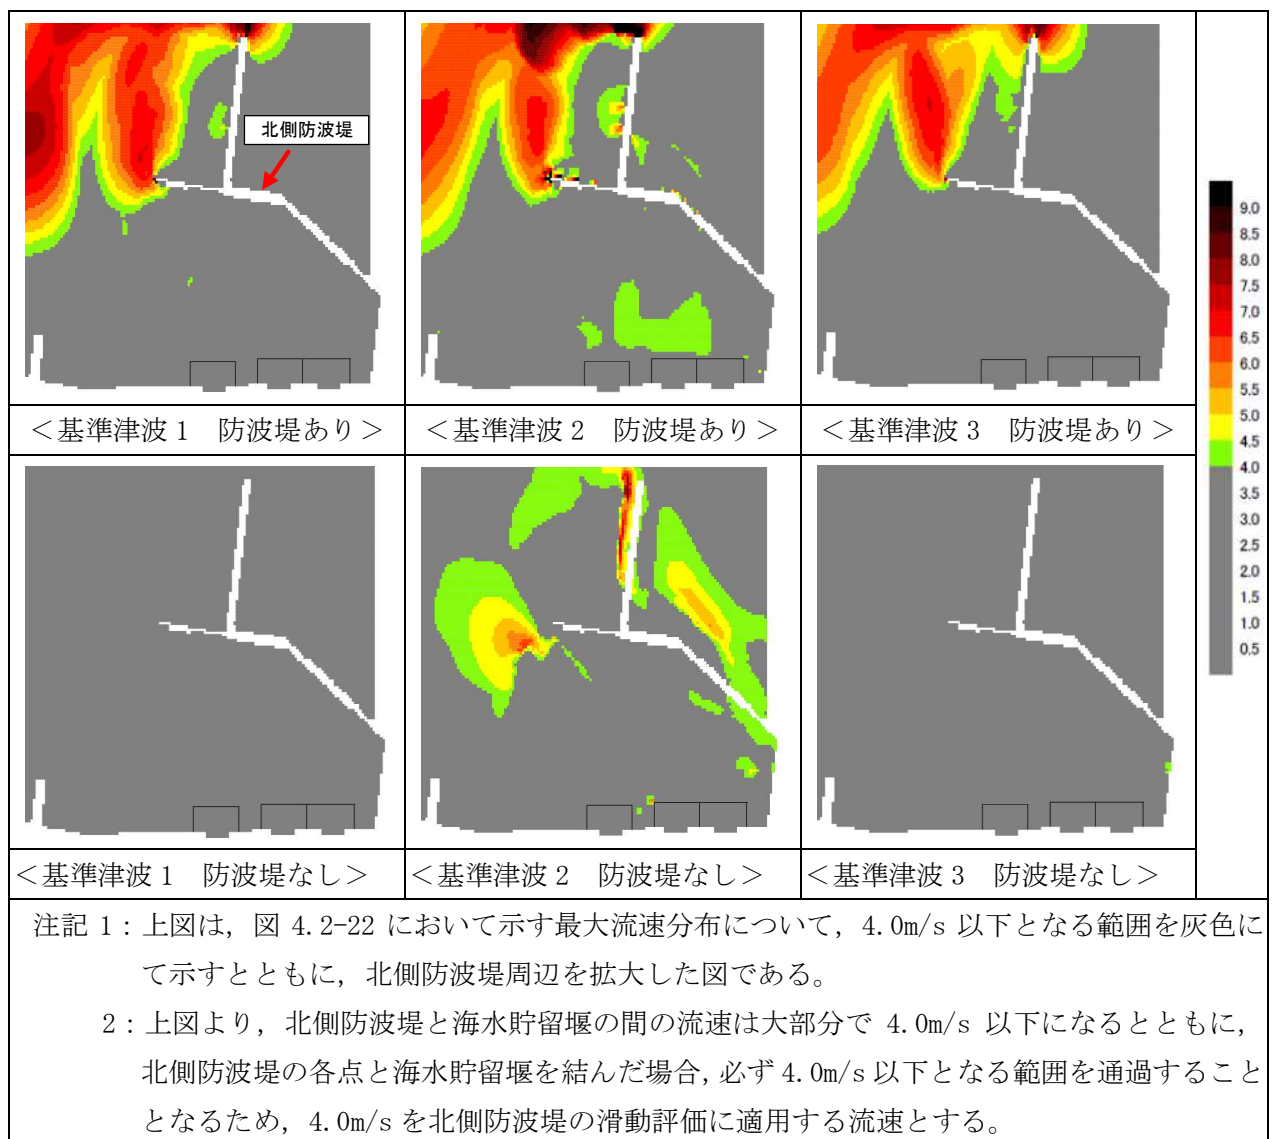 北側防波堤
＜基準津波 1　防波堤あり＞
＜基準津波 2　防波堤あり＞
＜基準津波 3　防波堤あり＞
9.0
8.5
8.0
7.5
7.0
6.5
6.0
5.5
5.0
4.5
4.0
3.5
3.0
2.5
2.0
1.5
1.0
0.5
＜基準津波 1　防波堤なし＞
＜基準津波 2　防波堤なし＞
＜基準津波 3　防波堤なし＞
注記 1：上図は，図 4.2-22 において示す最大流速分布について，4.0m/s 以下となる範囲を灰色に
て示すとともに，北側防波堤周辺を拡大した図である。
2：上図より，北側防波堤と海水貯留堰の間の流速は大部分で 4.0m/s 以下になるとともに，
北側防波堤の各点と海水貯留堰を結んだ場合，必ず 4.0m/s 以下となる範囲を通過すること
となるため，4.0m/s を北側防波堤の滑動評価に適用する流速とする。